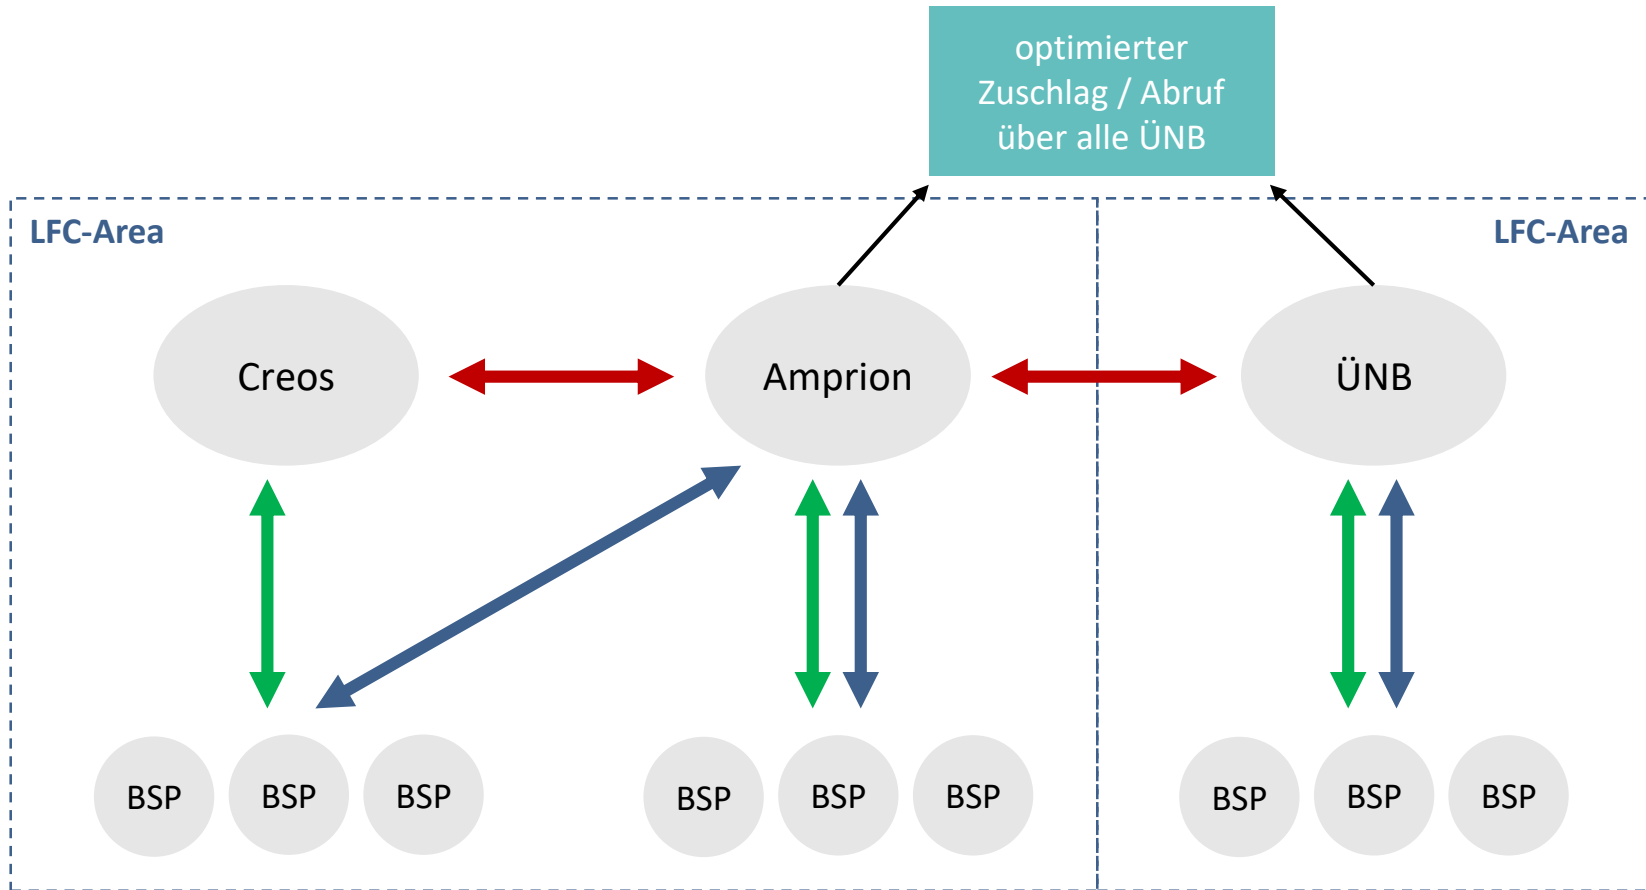 optimierter
Zuschlag / Abruf
über alle ÜNB
LFC-Area
LFC-Area
Creos
Amprion
ÜNB
BSP
BSP
BSP
BSP
BSP
BSP
BSP
BSP
BSP